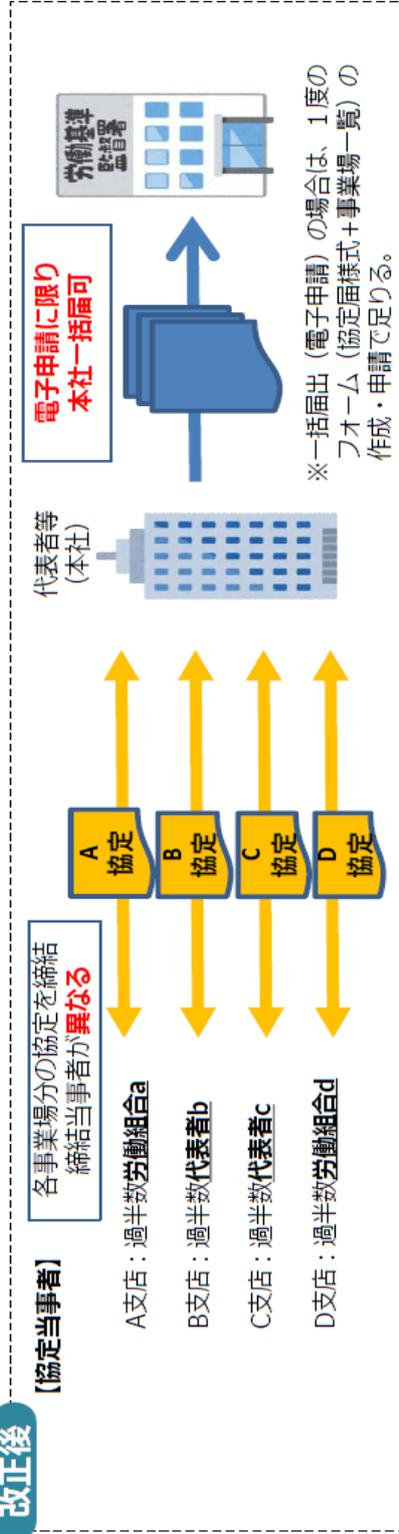 改正後
【協定当事者】
各事業場分の協定を締結
締結当事者が異なる
A支店：過半数労働組合a
B支店：過半数代表者b
C支店：過半数代表者c
D支店：過半数労働組合d
A
協定
B
協定
C
協定
D
協定
代表者等
(本社)
電子申請に限り
本社一括届可
労働基準
監督署
※一括届出（電子申請）の場合は、1度の
フォーム（協定届様式＋事業場一覧）の
作成・申請で足りる。